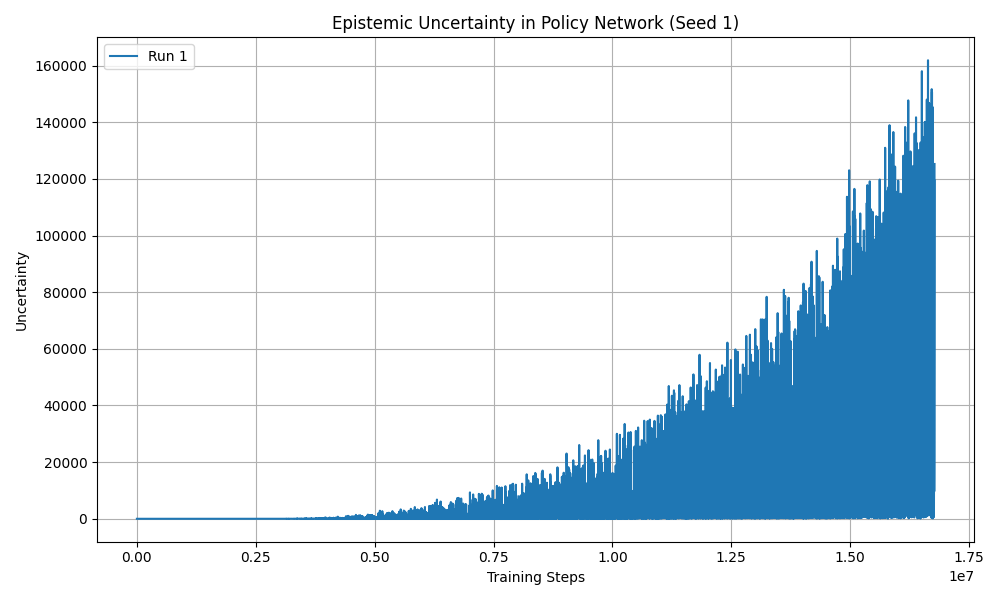 Epistemic Uncertainty in Policy Network (Seed 1)
Run 1
160000
140000
120000
100000
80000
60000
40000
20000
0
Uncertainty
0.00 0.25 0.50 0.75 1.00 1.25 1.50 1.75
1e7
Training Steps